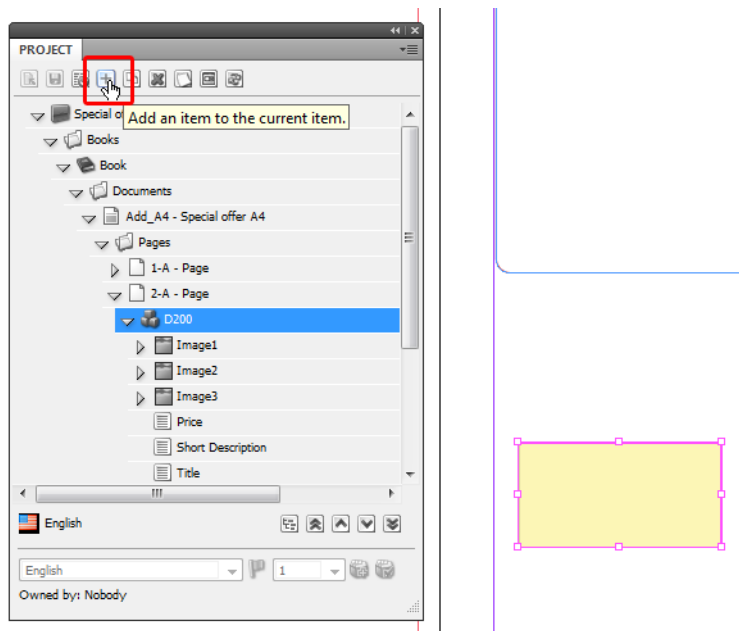 PROJECT
Special of
Add an item to the current item.
Books
Book
Documents
Add_A4 - Special offer A4
Pages
1-A - Page
2-A - Page
D200
Image1
Image2
Image3
Price
Short Description
Title
English
English
1
Owned by: Nobody